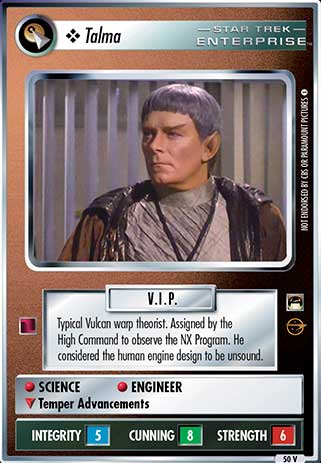 ❖ Talma
STAR TREK
ENTERPRISE™
NOT ENDORSED BY CBS OR PARAMOUNT PICTURES
V.I.P.
Typical Vulcan warp theorist. Assigned by the
High Command to observe the NX Program. He
considered the human engine design to be unsound.
SCIENCE ENGINEER
Temper Advancements
INTEGRITY 5 CUNNING 8 STRENGTH 6
50 V